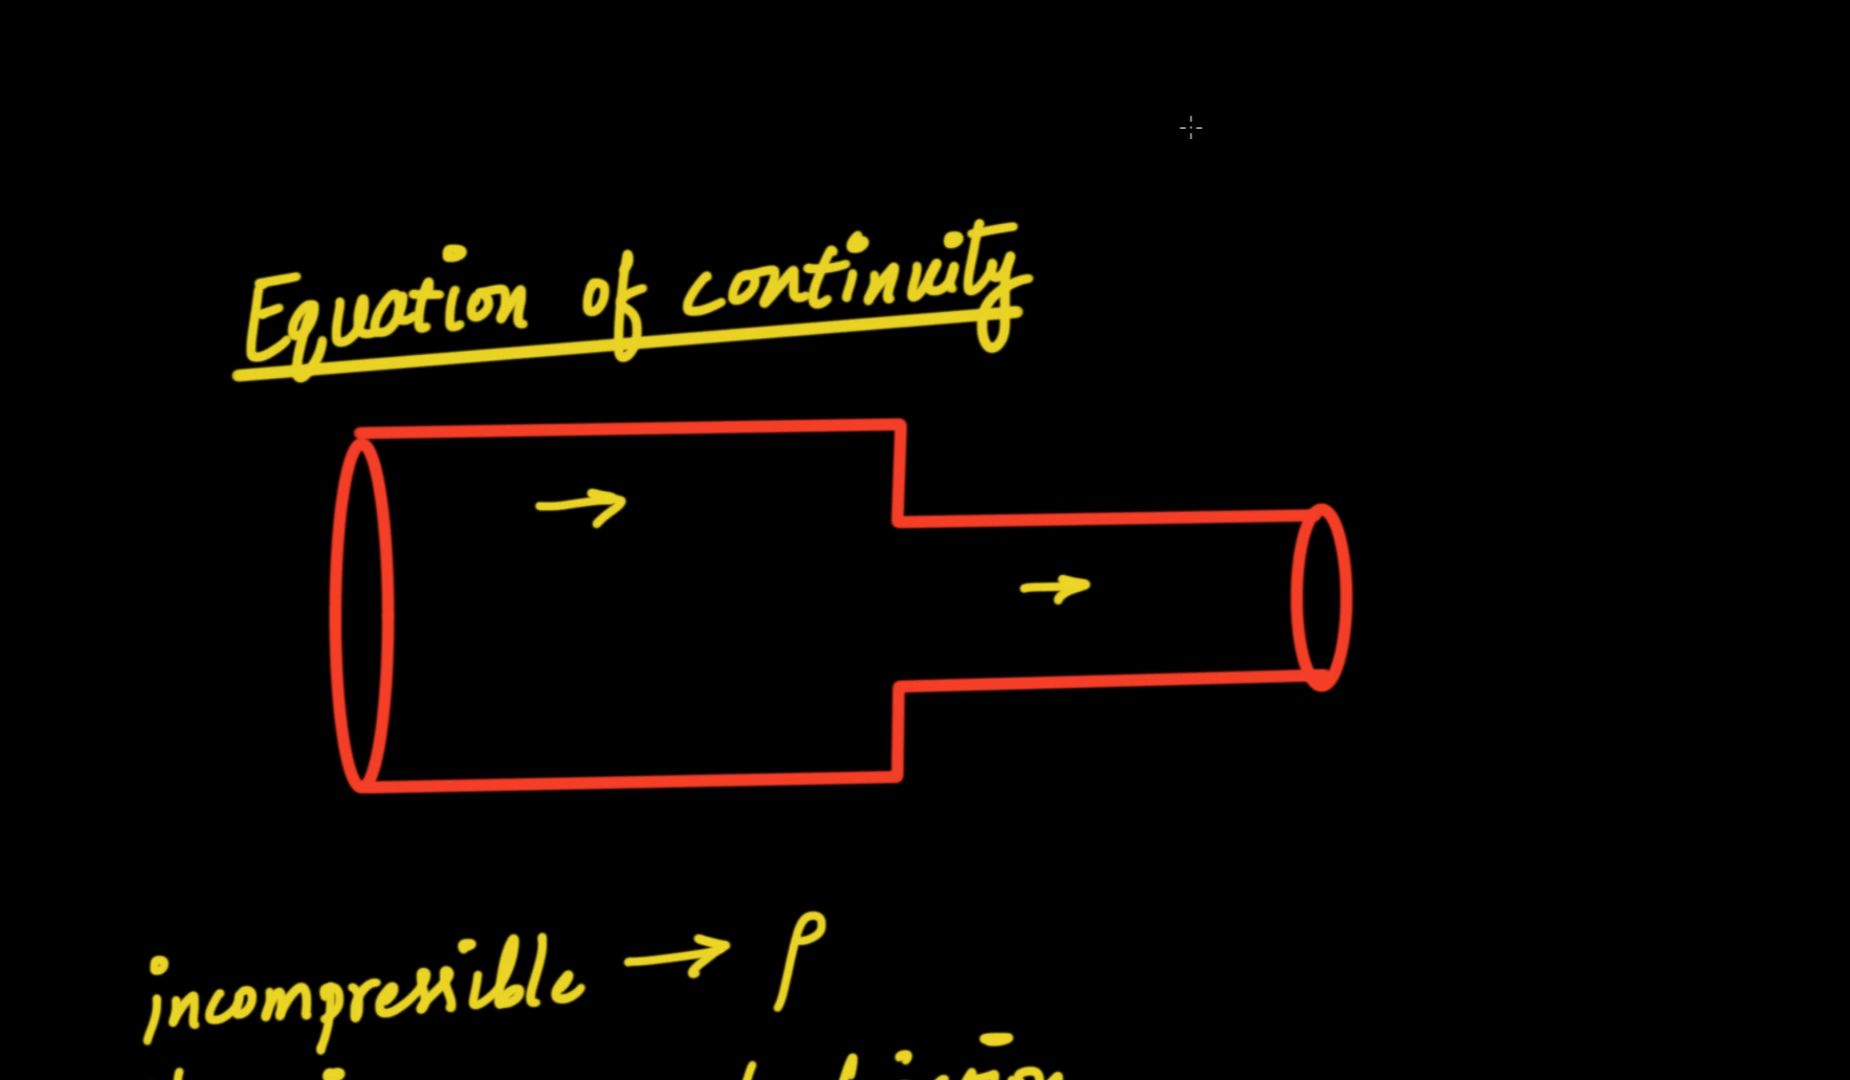 Equation of continuity
incompressible → ρ